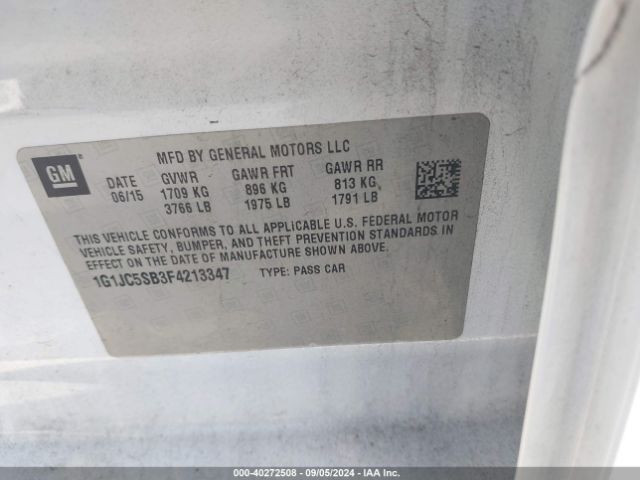 GM
MFD BY GENERAL MOTORS LLC
DATE GVWR GAWR FRT GAWR RR
06/15 1709 KG 896 KG 813 KG
3766 LB 1975 LB 1791 LB
THIS VEHICLE CONFORMS TO ALL APPLICABLE U.S. FEDERAL MOTOR
VEHICLE SAFETY, BUMPER, AND THEFT PREVENTION STANDARDS IN
EFFECT ON THE DATE OF MANUFACTURE SHOWN ABOVE.
1G1JC5SB3F4213347 TYPE: PASS CAR
000-40272508 - 09/05/2024 - IAA Inc.